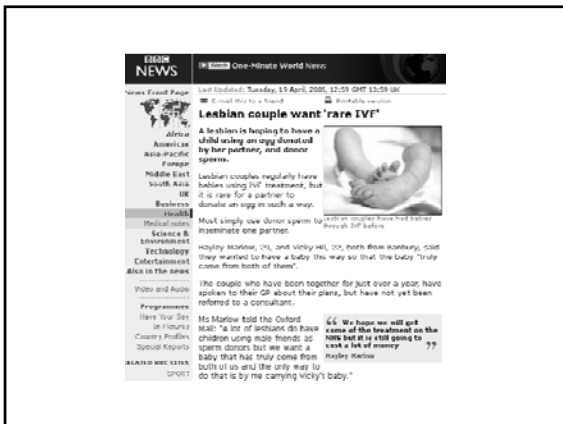 BBC
NEWS
Watch One-Minute World News
News Front Page
Africa
Americas
Asia-Pacific
Europe
Middle East
South Asia
UK
Business
Health
Medical notes
Science &
Environment
Technology
Entertainment
Also in the news
Video and Audio
Programmes
Have Your Say
In Pictures
Country Profiles
Special Reports
RELATED BBC SITES
SPORT
Last Updated: Tuesday, 19 April, 2005, 12:59 GMT 13:59 UK
E-mail this to a friend
Printable version
Lesbian couple want 'rare IVF'
A lesbian is hoping to have a
child using an egg donated
by her partner, and donor
sperm.
Lesbian couples regularly have
babies using IVF treatment, but
it is rare for a partner to
donate an egg in such a way.
Most simply use donor sperm to
inseminate one partner.
Lesbian couples have had babies
through IVF before
Hayley Marlow, 29, and Vicky Hill, 22, both from Banbury, said
they wanted to have a baby this way so that the baby "truly
came from both of them".
The couple who have been together for just over a year, have
spoken to their GP about their plans, but have not yet been
referred to a consultant.
Ms Marlow told the Oxford
Mail: "A lot of lesbians do have
children using male friends as
sperm donors but we want a
baby that has truly come from
both of us and the only way to
do that is by me carrying Vicky's baby."
We hope we will get
some of the treatment on the
NHS but it is still going to
cost a lot of money
Hayley Marlow